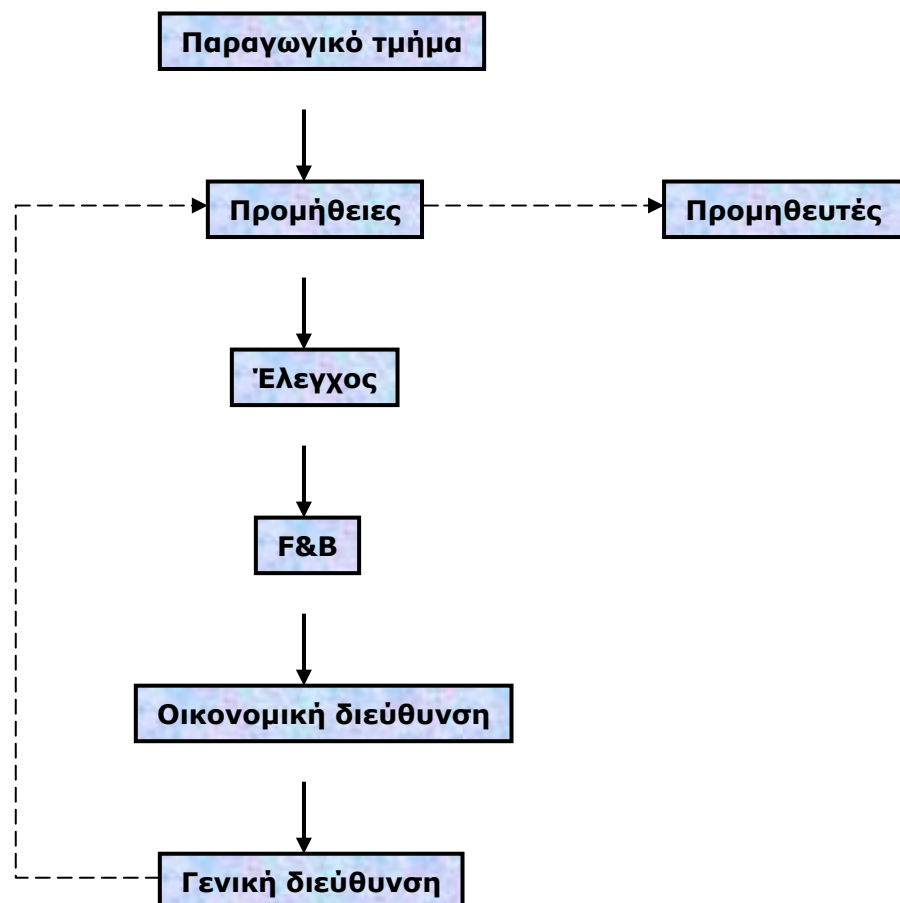 Παραγωγικό τμήμα
Προμήθειες
Προμηθευτές
Έλεγχος
F&B
Οικονομική διεύθυνση
Γενική διεύθυνση